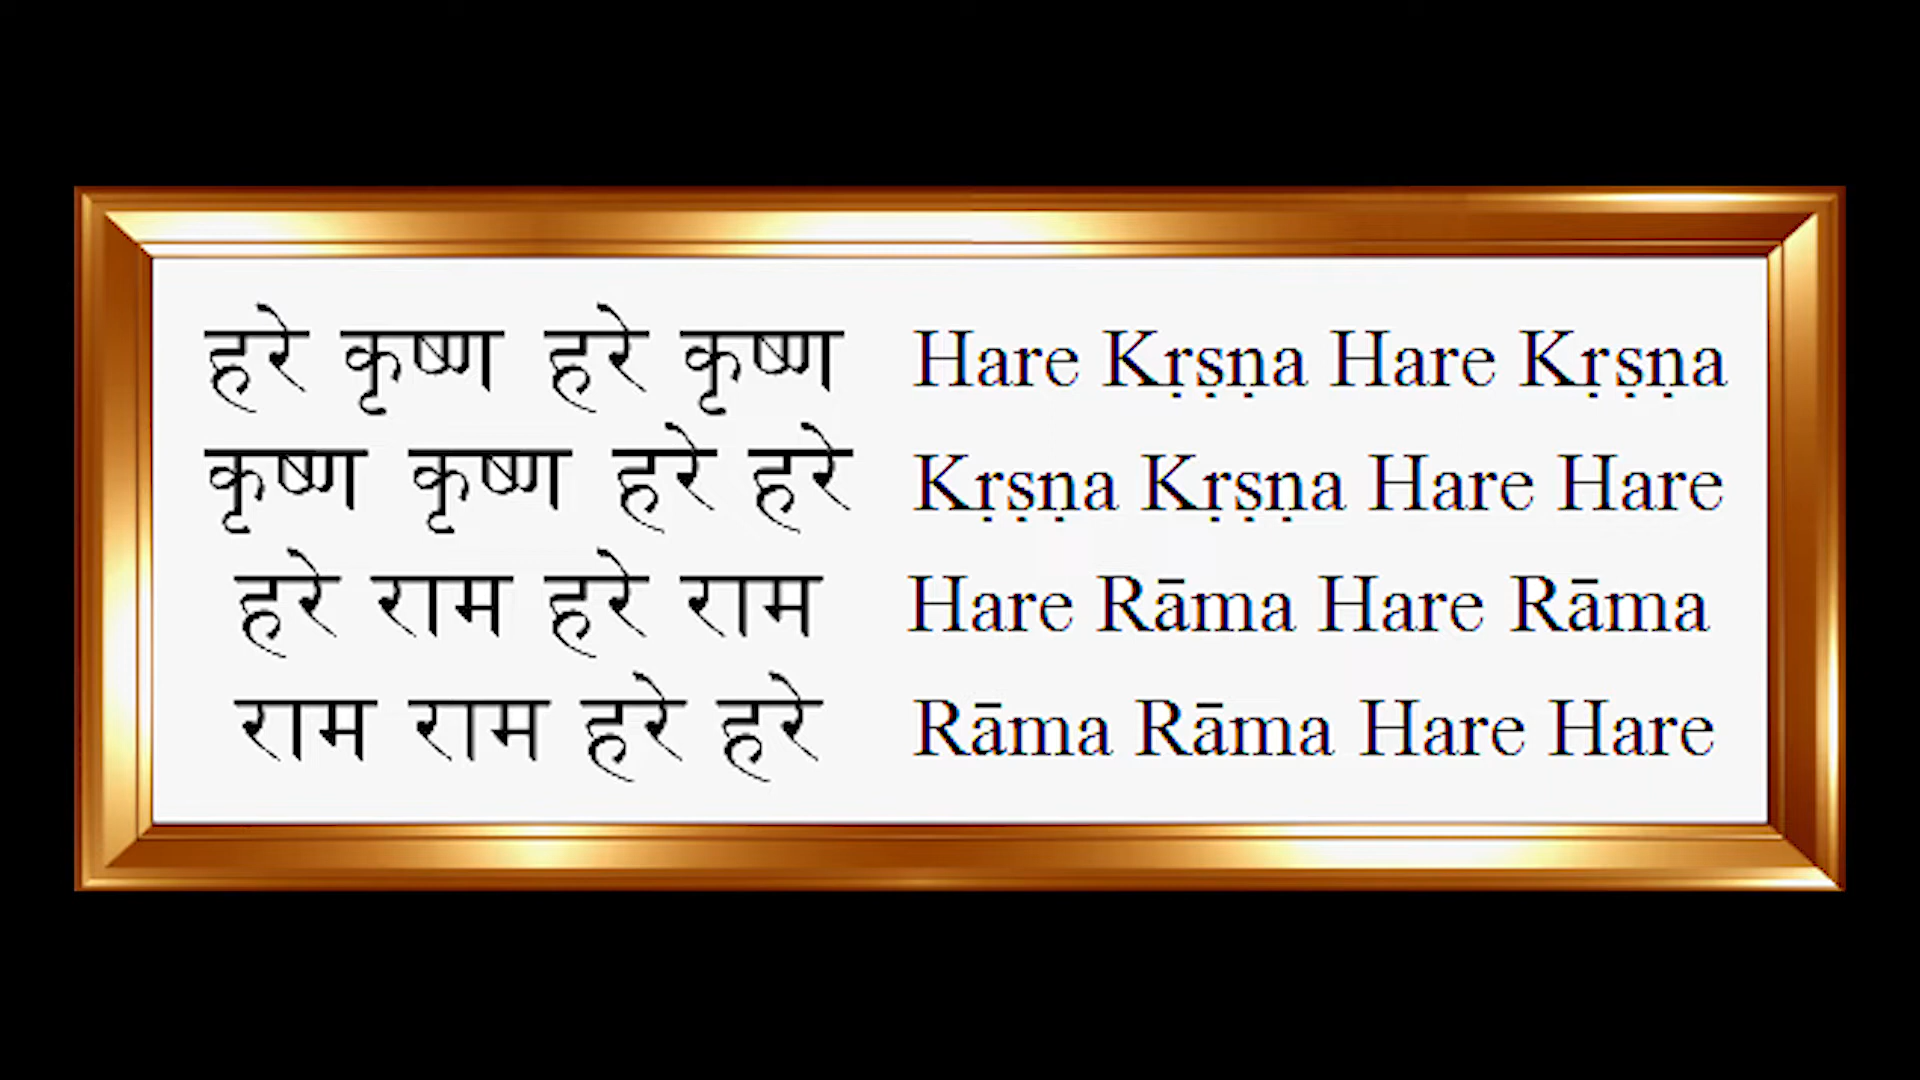 हरे कृष्ण हरे कृष्ण Hare Kṛṣṇa Hare Kṛṣṇa
कृष्ण कृष्ण हरे हरे Kṛṣṇa Kṛṣṇa Hare Hare
हरे राम हरे राम Hare Rāma Hare Rāma
राम राम हरे हरे Rāma Rāma Hare Hare